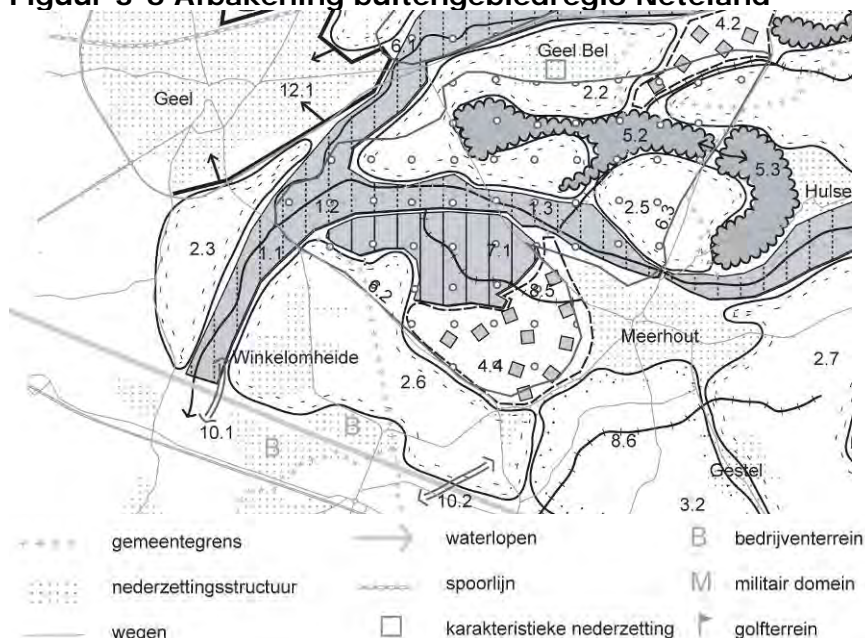 Figuur 3-8 Afbakening buitengebiedregio Neteland
4.2
6.1
Geel Bel
Geel
12.1
2.2
5.2
5.3
Hulse
1.2
1.3
2.5
6.3
2.3
1.1
7.1
6.2
8.5
Meerhout
Winkelomheide
4.4
2.6
2.7
10.1
B
B
8.6
Gestel
10.2
3.2
gemeentegrens
waterlopen
B bedrijventerrein
nederzettingsstructuur
spoorlijn
M militair domein
wegen
karakteristieke nederzetting
golfterrein